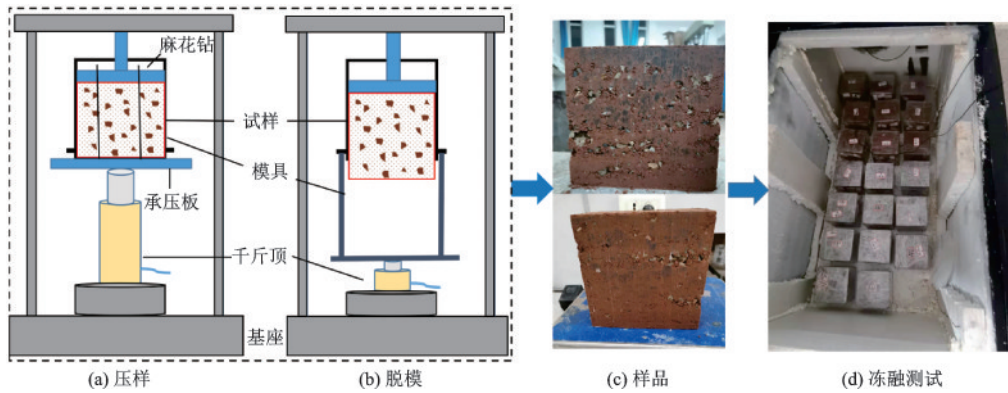 麻花钻
试样
模具
承压板
千斤顶
基座
(a) 压样
(b) 脱模
(c) 样品
(d) 冻融测试